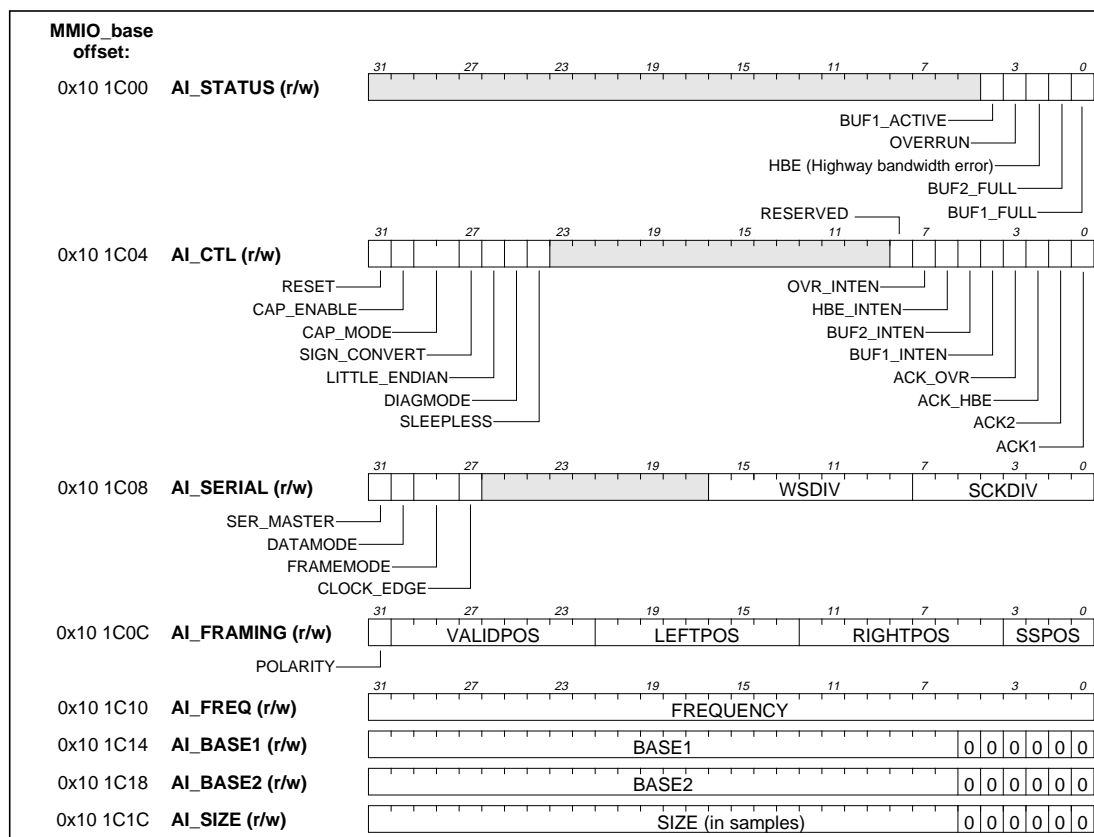 MMIO_base
offset:
31 27 23 19 15 11 7 3 0
0x10 1C00 AI_STATUS (r/w)
BUF1_ACTIVE
OVERRUN
HBE (Highway bandwidth error)
BUF2_FULL
BUF1_FULL
RESERVED
31 27 23 19 15 11 7 3 0
0x10 1C04 AI_CTL (r/w)
RESET OVR_INTEN
CAP_ENABLE HBE_INTEN
CAP_MODE BUF2_INTEN
SIGN_CONVERT BUF1_INTEN
LITTLE_ENDIAN ACK_OVR
DIAGMODE ACK_HBE
SLEEPLESS ACK2
ACK1
31 27 23 19 15 11 7 3 0
0x10 1C08 AI_SERIAL (r/w) WSDIV SCKDIV
SER_MASTER
DATAMODE
FRAMEMODE
CLOCK_EDGE
31 27 23 19 15 11 7 3 0
0x10 1C0C AI_FRAMING (r/w) VALIDPOS LEFTPOS RIGHTPOS SSPOS
POLARITY
31 27 23 19 15 11 7 3 0
0x10 1C10 AI_FREQ (r/w) FREQUENCY
0x10 1C14 AI_BASE1 (r/w) BASE1 0 0 0 0 0 0
0x10 1C18 AI_BASE2 (r/w) BASE2 0 0 0 0 0 0
0x10 1C1C AI_SIZE (r/w) SIZE (in samples) 0 0 0 0 0 0